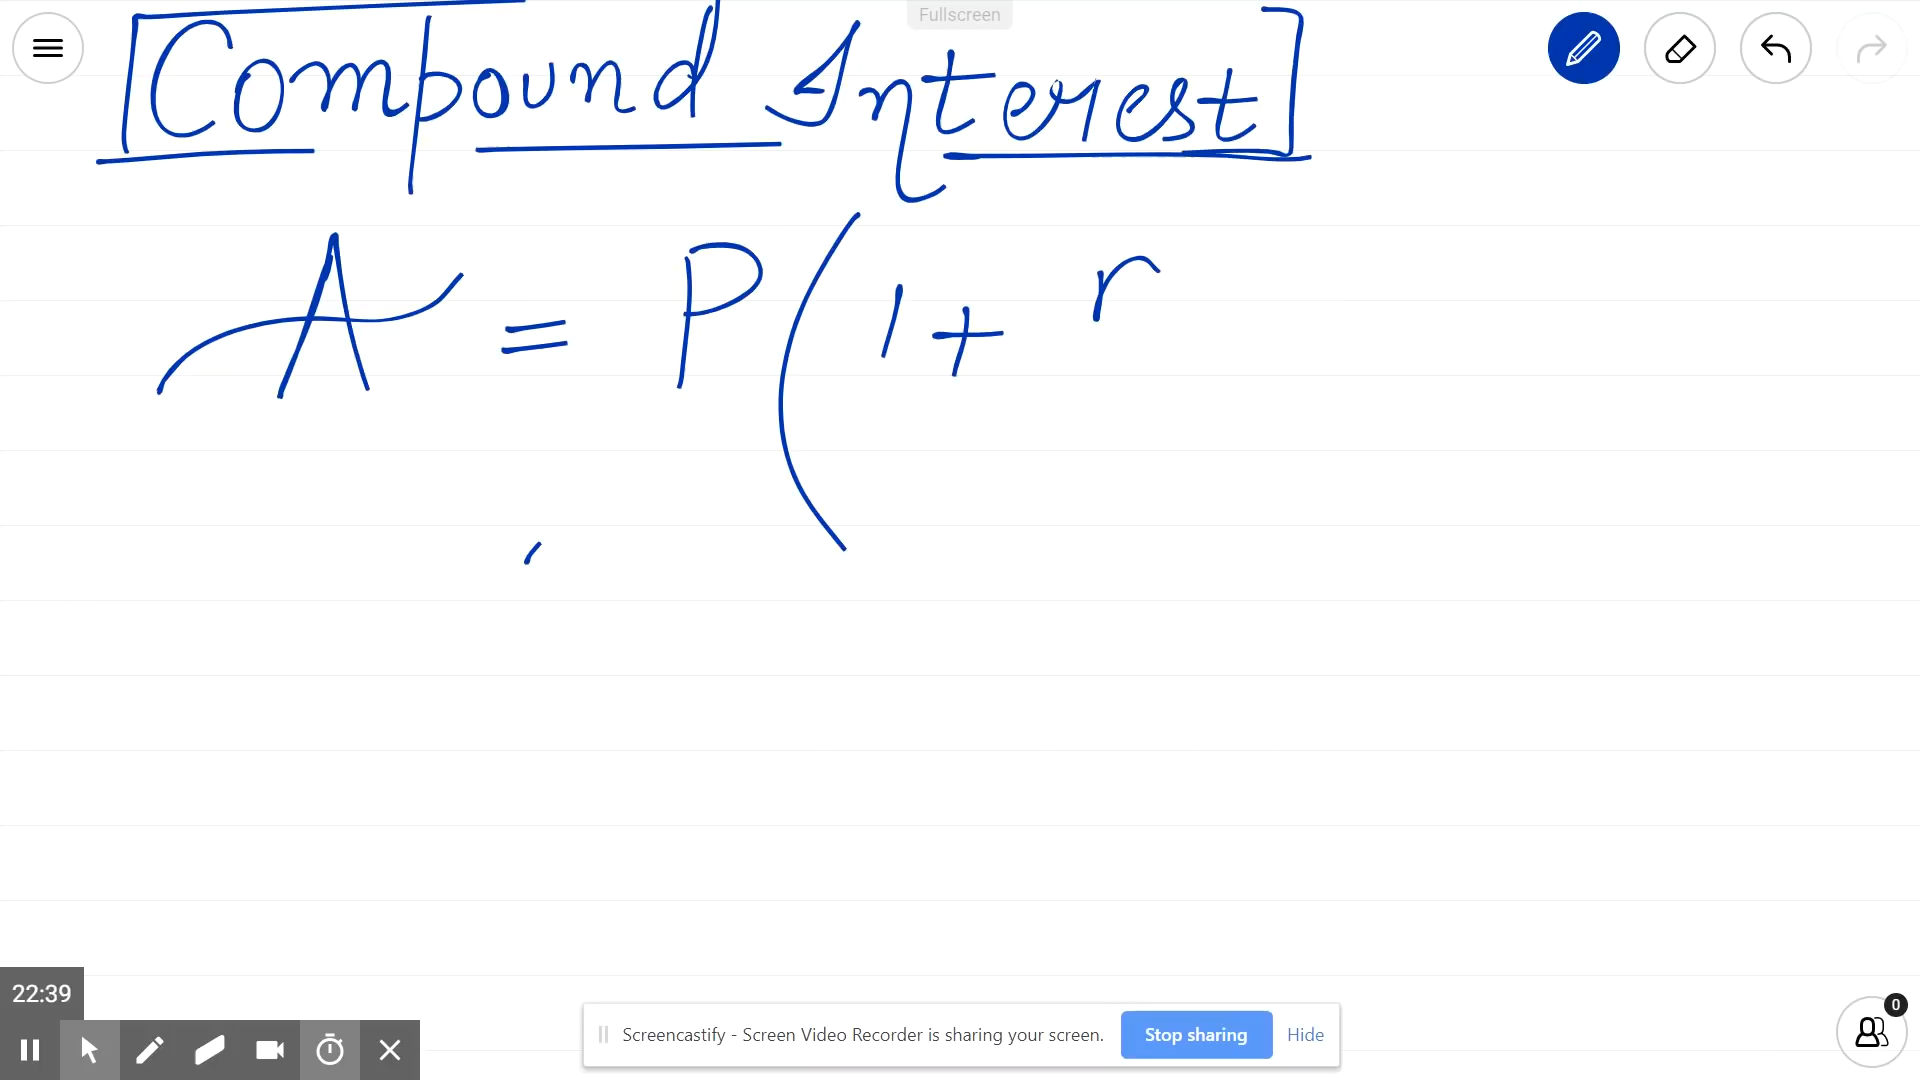 Fullscreen
Compound Interest
A = P ( 1 + r
22:39
Screencastify - Screen Video Recorder is sharing your screen. Stop sharing Hide
0